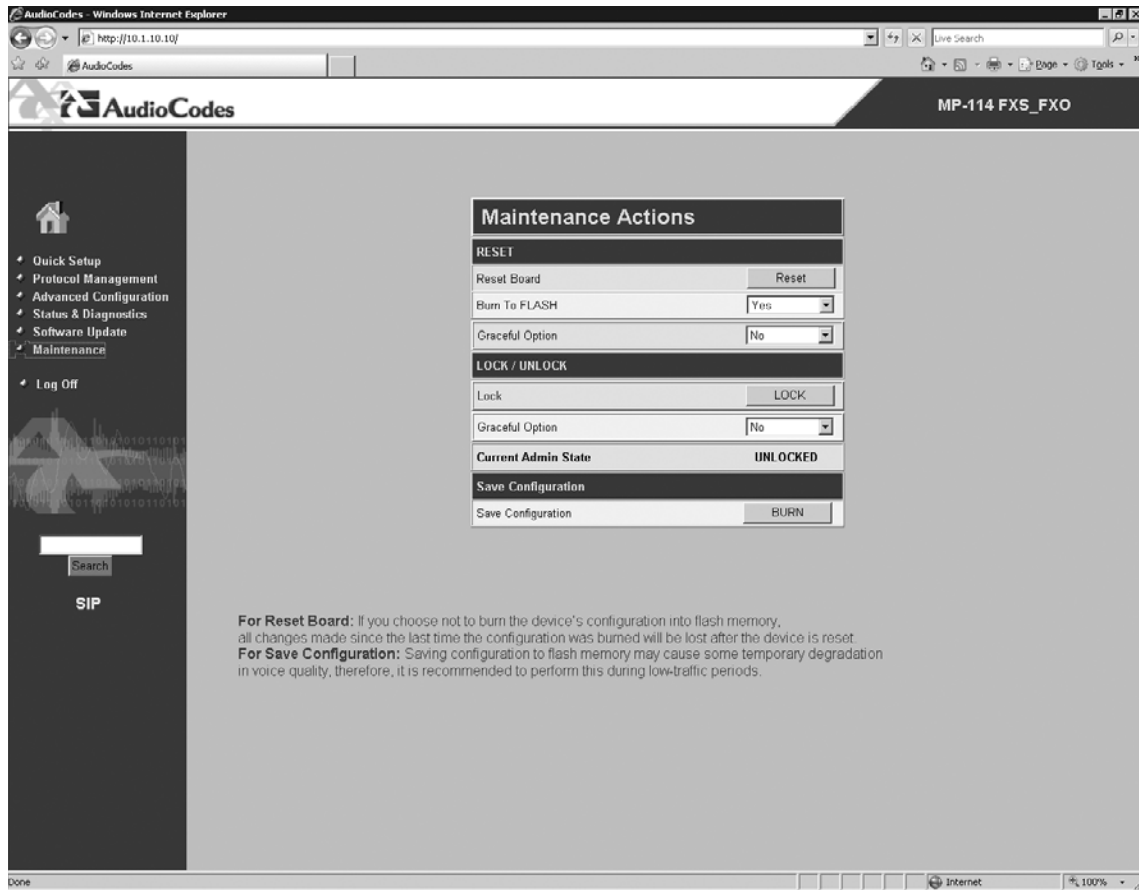 AudioCodes - Windows Internet Explorer
http://10.1.10.10/
Live Search
AudioCodes
Page
Tools
AudioCodes
MP-114 FXS_FXO
Quick Setup
Protocol Management
Advanced Configuration
Status & Diagnostics
Software Update
Maintenance
Log Off
Search
SIP
Maintenance Actions
RESET
Reset Board Reset
Burn To FLASH Yes
Graceful Option No
LOCK / UNLOCK
Lock LOCK
Graceful Option No
Current Admin State UNLOCKED
Save Configuration
Save Configuration BURN
For Reset Board: If you choose not to burn the device's configuration into flash memory,
all changes made since the last time the configuration was burned will be lost after the device is reset.
For Save Configuration: Saving configuration to flash memory may cause some temporary degradation
in voice quality, therefore, it is recommended to perform this during low-traffic periods.
Done
Internet
100%